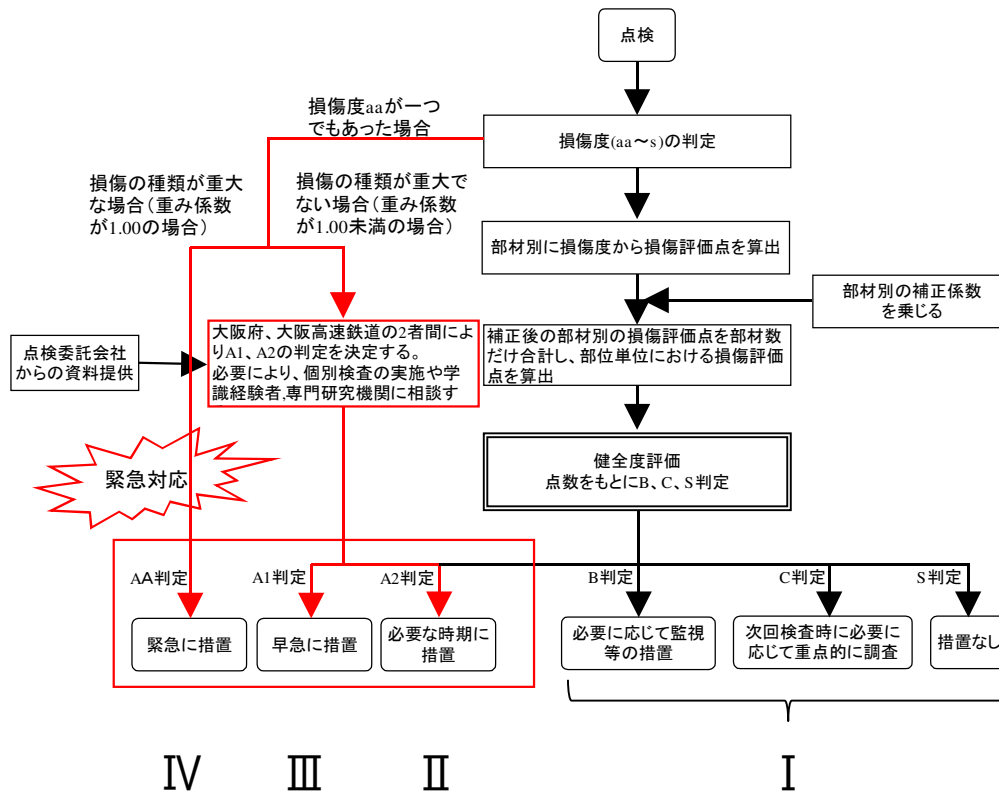 点検
損傷度aaが一つ
でもあった場合
損傷度(aa～s)の判定
損傷の種類が重大
な場合（重み係数
が1.00の場合）
損傷の種類が重大で
ない場合（重み係数
が1.00未満の場合）
部材別に損傷度から損傷評価点を算出
部材別の補正係数
を乗じる
点検委託会社
からの資料提供
大阪府、大阪高速鉄道の2者間によ
りA1、A2の判定を決定する。
必要により、個別検査の実施や学
識経験者,専門研究機関に相談す
補正後の部材別の損傷評価点を部材数
だけ合計し、部位単位における損傷評価
点を算出
緊急対応
健全度評価
点数をもとにB、C、S判定
AA判定
A1判定
A2判定
B判定
C判定
S判定
緊急に措置
早急に措置
必要な時期に
措置
必要に応じて監視
等の措置
次回検査時に必要に
応じて重点的に調査
措置なし
Ⅳ
Ⅲ
Ⅱ
Ⅰ